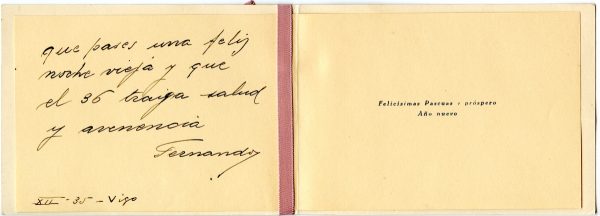 que pases una feliz
noche vieja y que
el 36 traiga salud
y avenencia
Fernando
XII - 35 - Vigo
Felicísimas Pascuas y próspero
Año nuevo